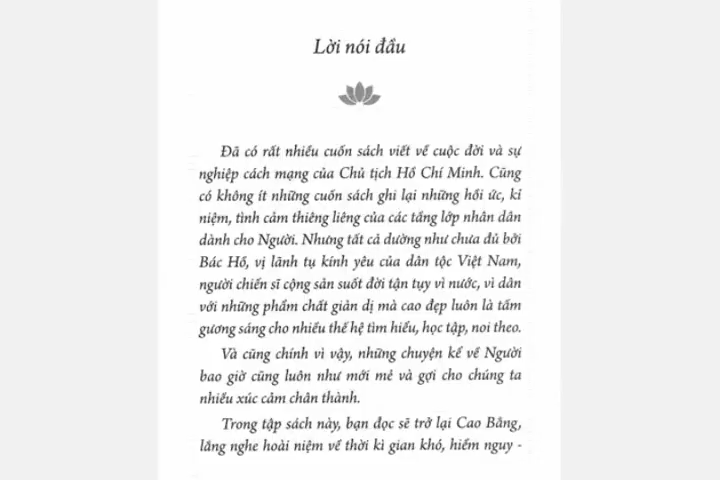 Lời nói đầu
Đã có rất nhiều cuốn sách viết về cuộc đời và sự
nghiệp cách mạng của Chủ tịch Hồ Chí Minh. Cũng
có không ít những cuốn sách ghi lại những hồi ức, kỉ
niệm, tình cảm thiêng liêng của các tầng lớp nhân dân
dành cho Người. Nhưng tất cả dường như chưa đủ bởi
Bác Hồ, vị lãnh tụ kính yêu của dân tộc Việt Nam,
người chiến sĩ cộng sản suốt đời tận tụy vì nước, vì dân
với những phẩm chất giản dị mà cao đẹp luôn là tấm
gương sáng cho nhiều thế hệ tìm hiểu, học tập, noi theo.
Và cũng chính vì vậy, những chuyện kể về Người
bao giờ cũng luôn như mới mẻ và gợi cho chúng ta
nhiều xúc cảm chân thành.
Trong tập sách này, bạn đọc sẽ trở lại Cao Bằng,
lắng nghe hoài niệm về thời kì gian khó, hiểm nguy -